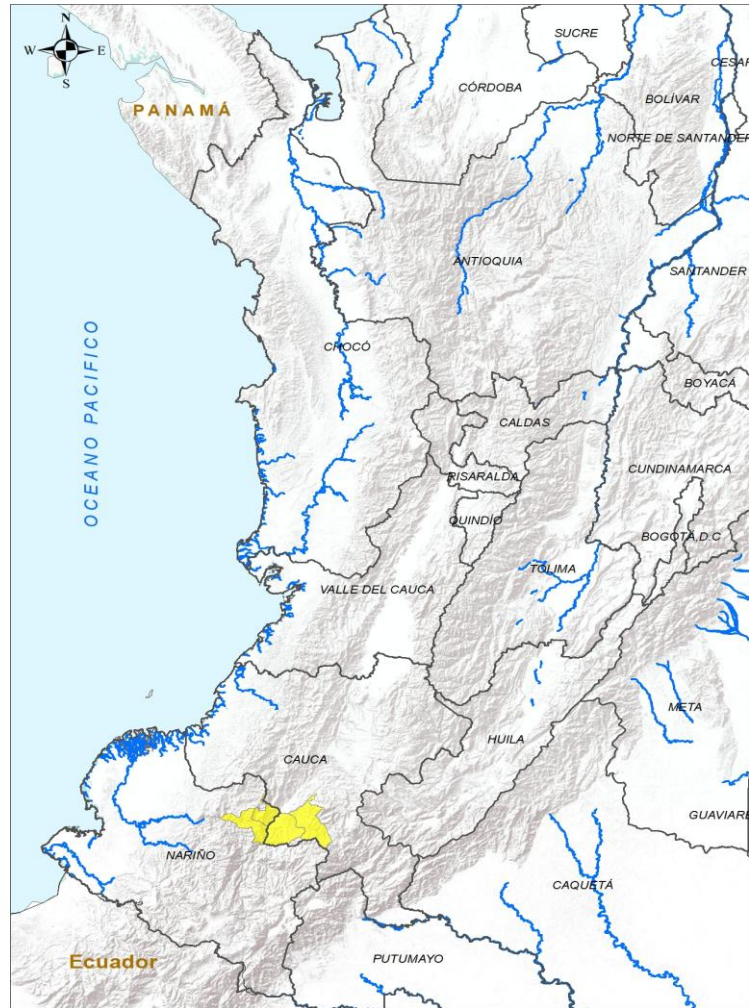 N
W E
S
SUCRE
CESAR
CÓRDOBA
BOLÍVAR
PANAMÁ
NORTE DE SANTANDER
ANTIOQUIA
SANTANDER
OCEANO PACIFICO
CHOCÓ
BOYACÁ
CALDAS
CUNDINAMARCA
RISARALDA
QUINDÍO
BOGOTÁ,D.C
TOLIMA
VALLE DEL CAUCA
META
HUILA
CAUCA
GUAVIARE
NARIÑO
CAQUETÁ
Ecuador
PUTUMAYO